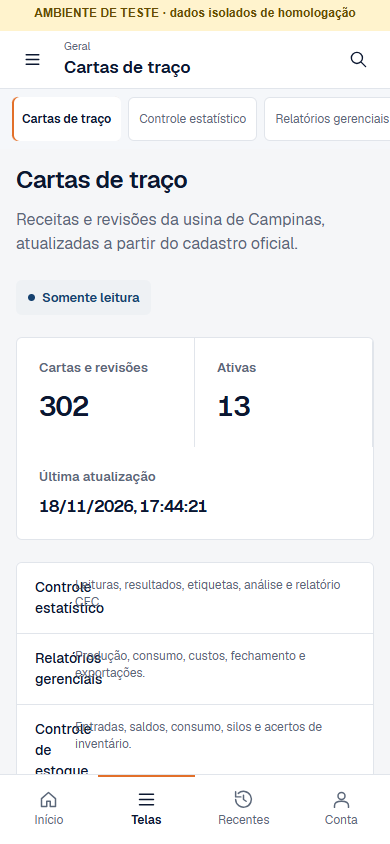 AMBIENTE DE TESTE · dados isolados de homologação
Geral
Cartas de traço
Cartas de traço
Controle estatístico
Relatórios gerenciais
Cartas de traço
Receitas e revisões da usina de Campinas,
atualizadas a partir do cadastro oficial.
Somente leitura
Cartas e revisões
302
Ativas
13
Última atualização
18/11/2026, 17:44:21
Controle
estatístico
Leituras, resultados, etiquetas, análise e relatório
CEC.
Relatórios
gerenciais
Produção, consumo, custos, fechamento e
exportações.
Controle
de
estoque
Entradas, saldos, consumo, silos e acertos de
inventário.
Início
Telas
Recentes
Conta